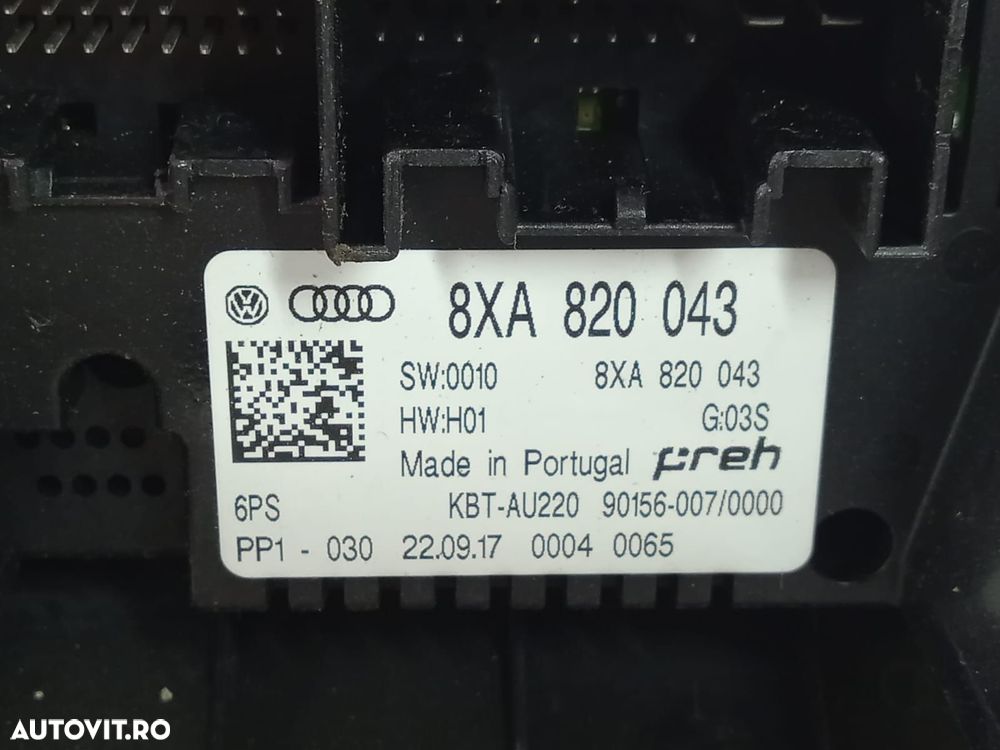 8XA 820 043
SW:0010 8XA 820 043
HW:H01 G:03S
Made in Portugal preh
6PS KBT-AU220 90156-007/0000
PP1 - 030 22.09.17 0004 0065
AUTOVIT.RO